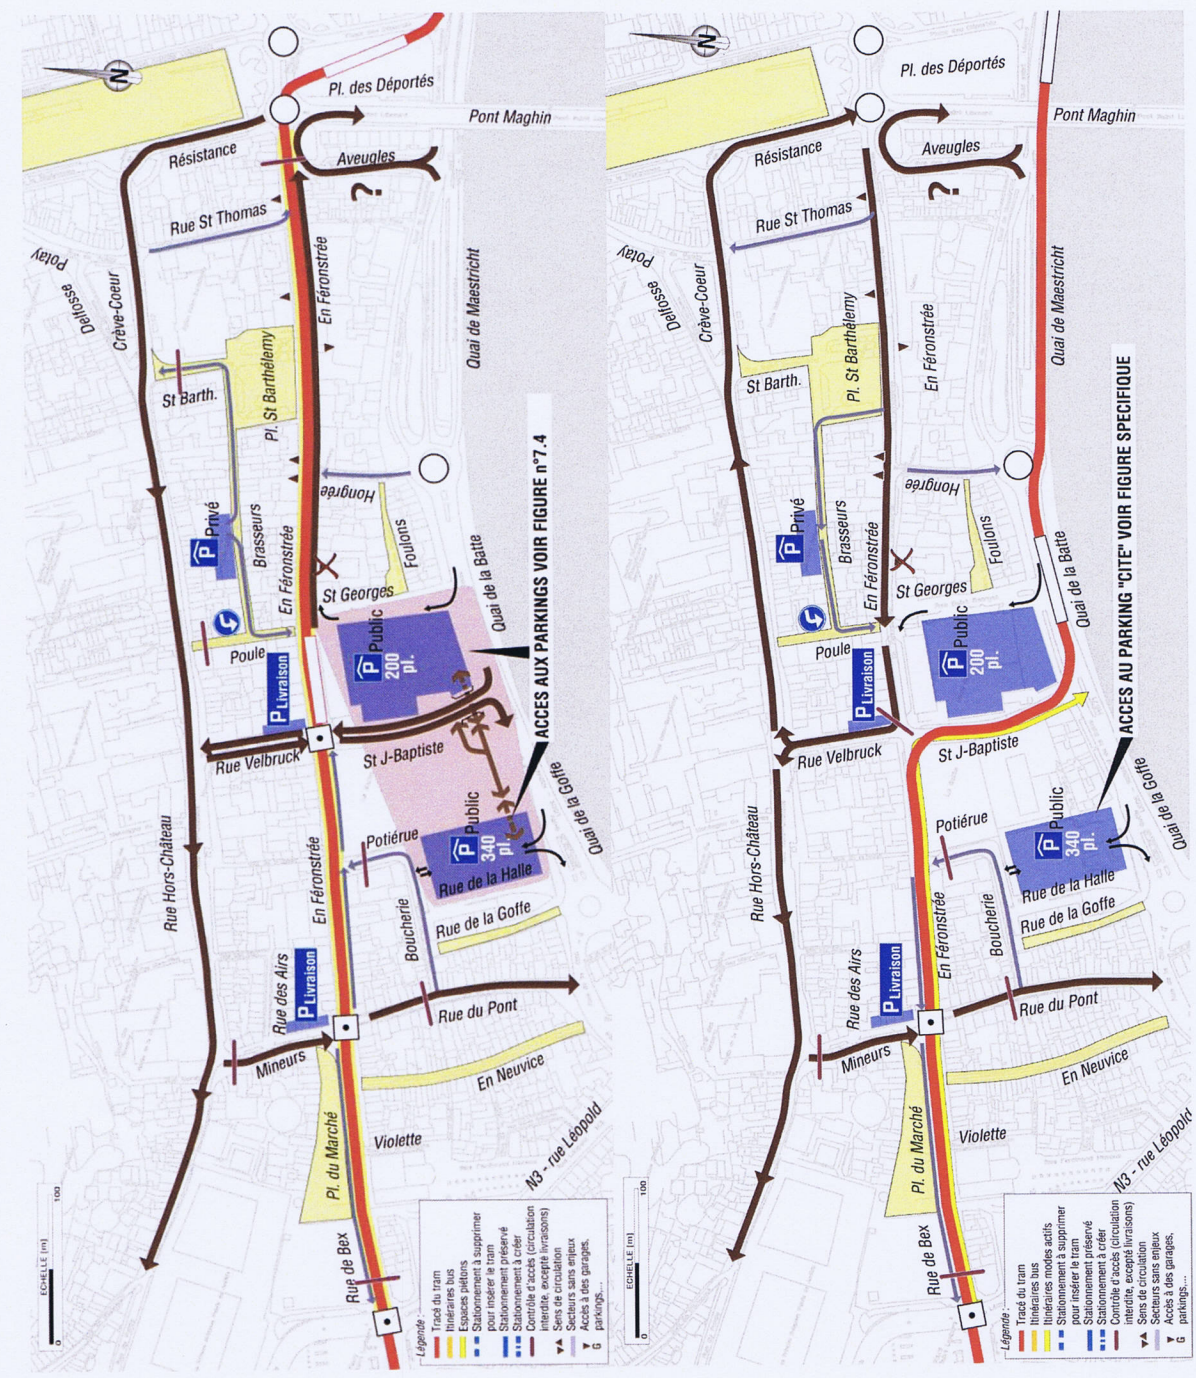 N
Pl. des Déportés
Pont Maghin
Résistance
Aveugles
?
Rue St Thomas
Potay
Delfosse
Crève-Coeur
En Féronstrée
Quai de Maestricht
St Barth.
Pl. St Barthélemy
Hongrée
Privé
P
Brasseurs
En Féronstrée
Foulons
St Georges
Quai de la Batte
Poule
P Livraison
P
Public
200
pl.
ACCES AUX PARKINGS VOIR FIGURE n°7.4
Rue Velbruck
St J-Baptiste
Quai de la Goffe
Rue Hors-Château
En Féronstrée
Potiérue
P
Public
340
pl.
Rue de la Halle
Rue de la Goffe
Boucherie
Rue des Airs
P Livraison
Rue du Pont
Mineurs
En Neuvice
Pl. du Marché
Violette
N3 - rue Léopold
Rue de Bex
ECHELLE [m]
0
100
Légende :
Tracé du tram
Itinéraires bus
Espaces piétons
Stationnement à supprimer
pour insérer le tram
Stationnement préservé
Stationnement à créer
Contrôle d'accès (circulation
interdite, excepté livraisons)
Sens de circulation
Secteurs sans enjeux
Accès à des garages,
G parkings,...
N
Pl. des Déportés
Pont Maghin
Résistance
Aveugles
?
Rue St Thomas
Potay
Delfosse
Crève-Coeur
En Féronstrée
Quai de Maestricht
St Barth.
Pl. St Barthélemy
Hongrée
Privé
P
Brasseurs
En Féronstrée
Foulons
St Georges
Quai de la Batte
Poule
P Livraison
P
Public
200
pl.
ACCES AU PARKING "CITE" VOIR FIGURE SPECIFIQUE
Rue Velbruck
St J-Baptiste
Quai de la Goffe
Rue Hors-Château
En Féronstrée
Potiérue
P
Public
340
pl.
Rue de la Halle
Rue de la Goffe
Boucherie
Rue des Airs
P Livraison
Rue du Pont
Mineurs
En Neuvice
Pl. du Marché
Violette
N3 - rue Léopold
Rue de Bex
ECHELLE [m]
0
100
Légende :
Tracé du tram
Itinéraires bus
Itinéraires modes actifs
Stationnement à supprimer
pour insérer le tram
Stationnement préservé
Stationnement à créer
Contrôle d'accès (circulation
interdite, excepté livraisons)
Sens de circulation
Secteurs sans enjeux
Accès à des garages,
G parkings,...